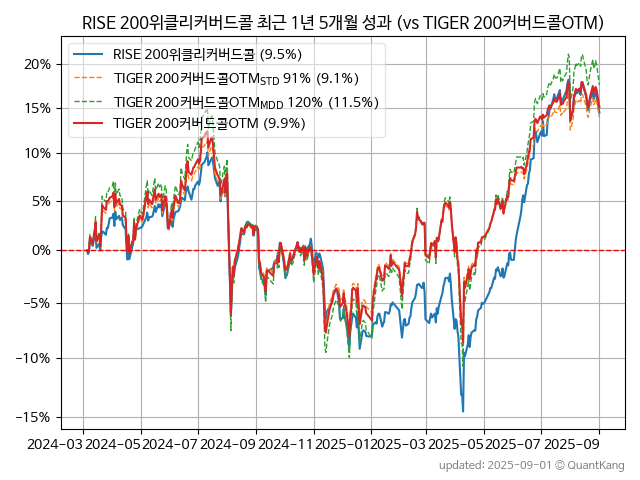 RISE 200위클리커버드콜 최근 1년 5개월 성과 (vs TIGER 200커버드콜OTM)
RISE 200위클리커버드콜 (9.5%)
TIGER 200커버드콜OTM_STD 91% (9.1%)
TIGER 200커버드콜OTM_MDD 120% (11.5%)
TIGER 200커버드콜OTM (9.9%)
20%
15%
10%
5%
0%
−5%
−10%
−15%
2024-03 2024-05 2024-07 2024-09 2024-11 2025-01 2025-03 2025-05 2025-07 2025-09
updated: 2025-09-01 © QuantKang